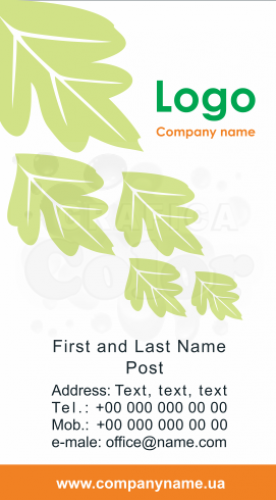 Logo
Company name
First and Last Name
Post
Address: Text, text, text
Tel.: +00 000 000 00 00
Mob.: +00 000 000 00 00
e-male: office@name.com
www.companyname.ua